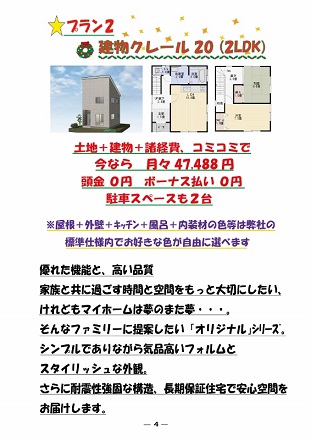 プラン2
建物クレール 20 (2LDK)
土地＋建物＋諸経費、コミコミで
今なら 月々 47,488 円
頭金 0円 ボーナス払い 0円
駐車スペースも2台
※屋根＋外壁＋ｷｯﾁﾝ＋風呂＋内装材の色等は弊社の
標準仕様内でお好きな色が自由に選べます
優れた機能と、高い品質
家族と共に過ごす時間と空間をもっと大切にしたい、
けれどもマイホームは夢のまた夢・・・。
そんなファミリーに提案したい「オリジナル」ｼﾘｰｽﾞ。
シンプルでありながら気品高いフォルムと
スタイリッシュな外観。
さらに耐震性強固な構造、長期保証住宅で安心空間を
お届けします。
— 4 —